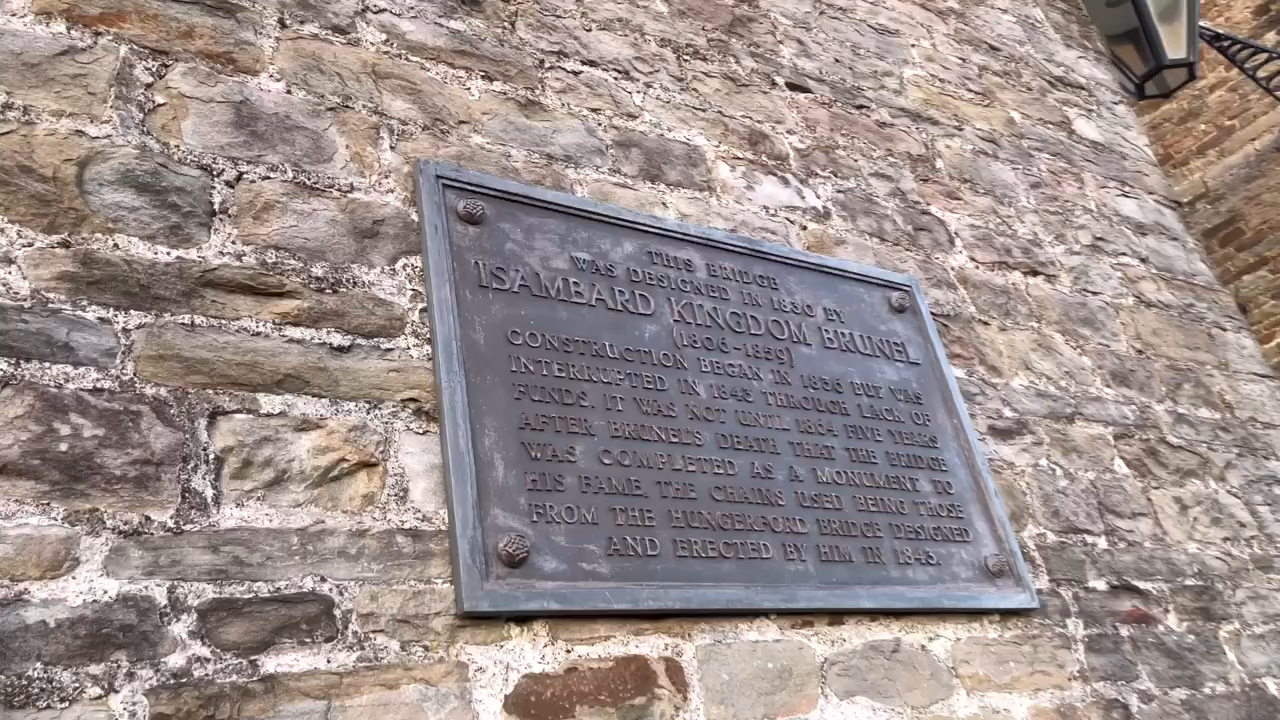 THIS BRIDGE
WAS DESIGNED IN 1830 BY
ISAMBARD KINGDOM BRUNEL
(1806-1859)
CONSTRUCTION BEGAN IN 1836 BUT WAS
INTERRUPTED IN 1843 THROUGH LACK OF
FUNDS. IT WAS NOT UNTIL 1864 FIVE YEARS
AFTER BRUNEL'S DEATH THAT THE BRIDGE
WAS COMPLETED AS A MONUMENT TO
HIS FAME, THE CHAINS USED BEING THOSE
FROM THE HUNGERFORD BRIDGE DESIGNED
AND ERECTED BY HIM IN 1843.